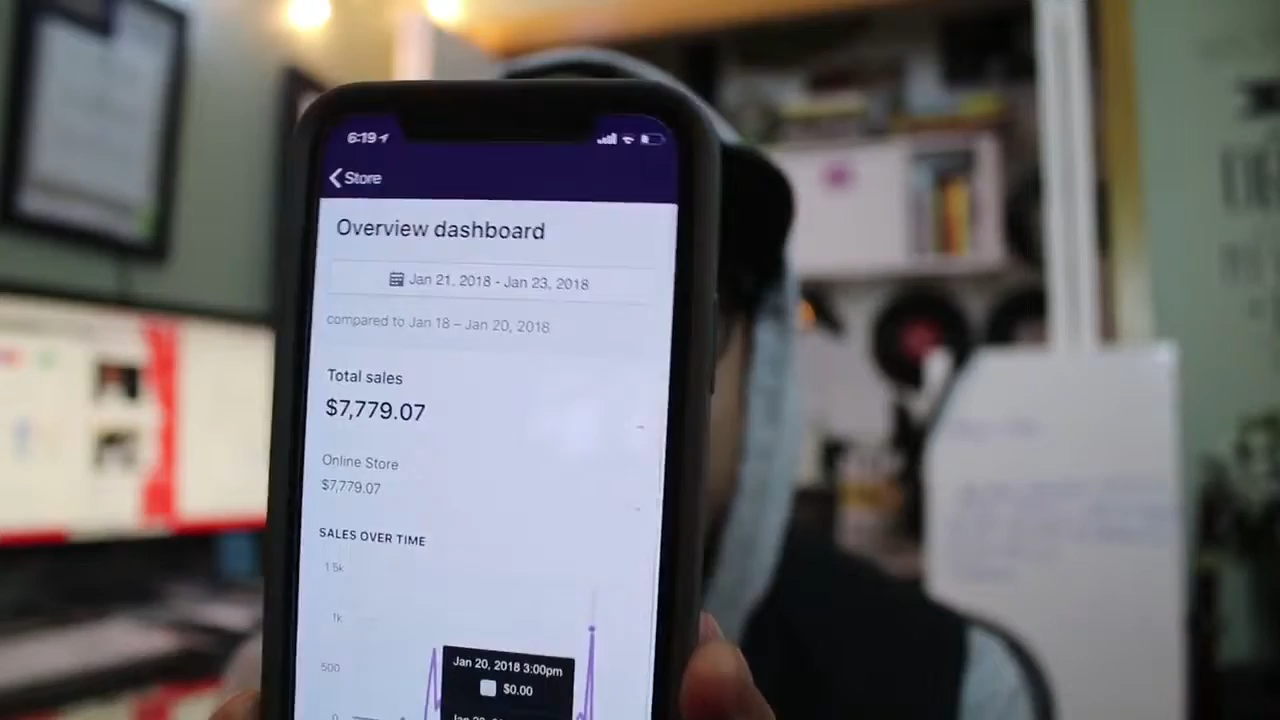 6:19
Store
Overview dashboard
Jan 21, 2018 - Jan 23, 2018
compared to Jan 18 – Jan 20, 2018
Total sales
$7,779.07
Online Store
$7,779.07
SALES OVER TIME
1.5k
1k
500
0
Jan 20, 2018 3:00pm
$0.00